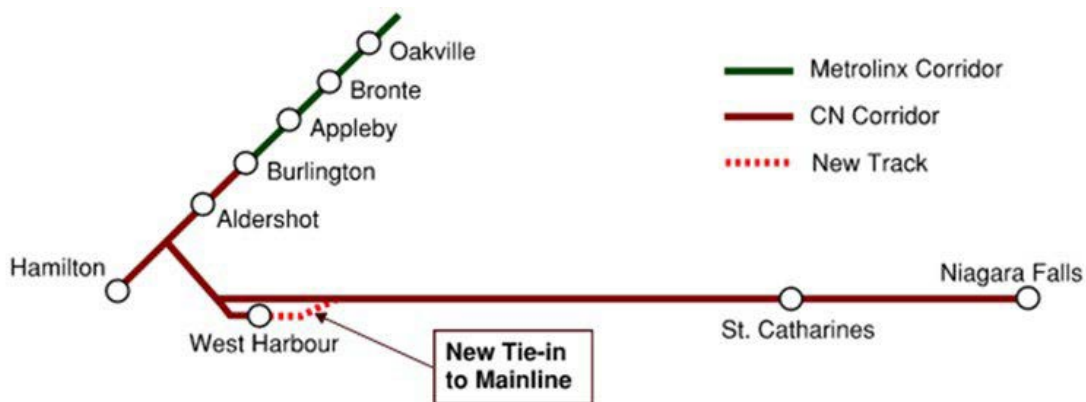 Oakville
Bronte
Appleby
Burlington
Aldershot
Hamilton
West Harbour
New Tie-in
to Mainline
St. Catharines
Niagara Falls
Metrolinx Corridor
CN Corridor
New Track